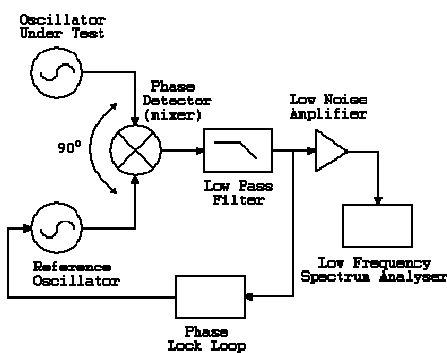 Oscillator
Under Test
Phase
Detector
(mixer)
Low Noise
Amplifier
90°
Low Pass
Filter
Reference
Oscillator
Low Frequency
Spectrum Analyser
Phase
Lock Loop